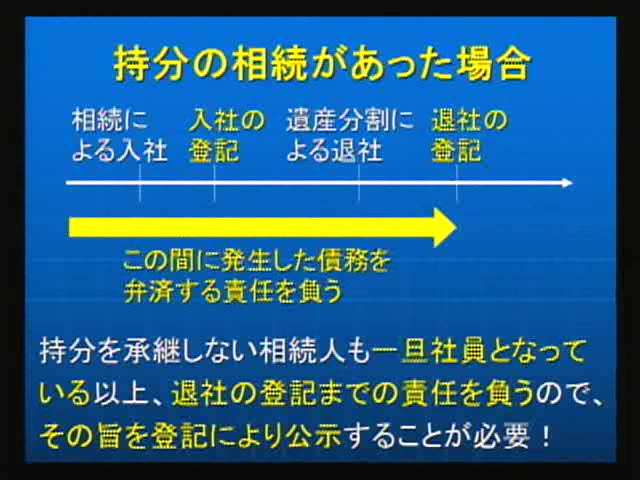 持分の相続があった場合
相続に
よる入社
入社の
登記
遺産分割に
よる退社
退社の
登記
この間に発生した債務を
弁済する責任を負う
持分を承継しない相続人も一旦社員となって
いる以上、退社の登記までの責任を負うので、
その旨を登記により公示することが必要！